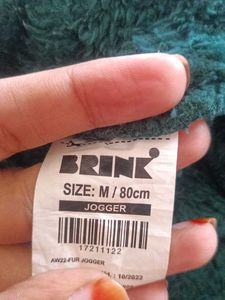 BRINK
SIZE: M / 80cm
JOGGER
17211122
AW22-FUR JOGGER
: 10/2022